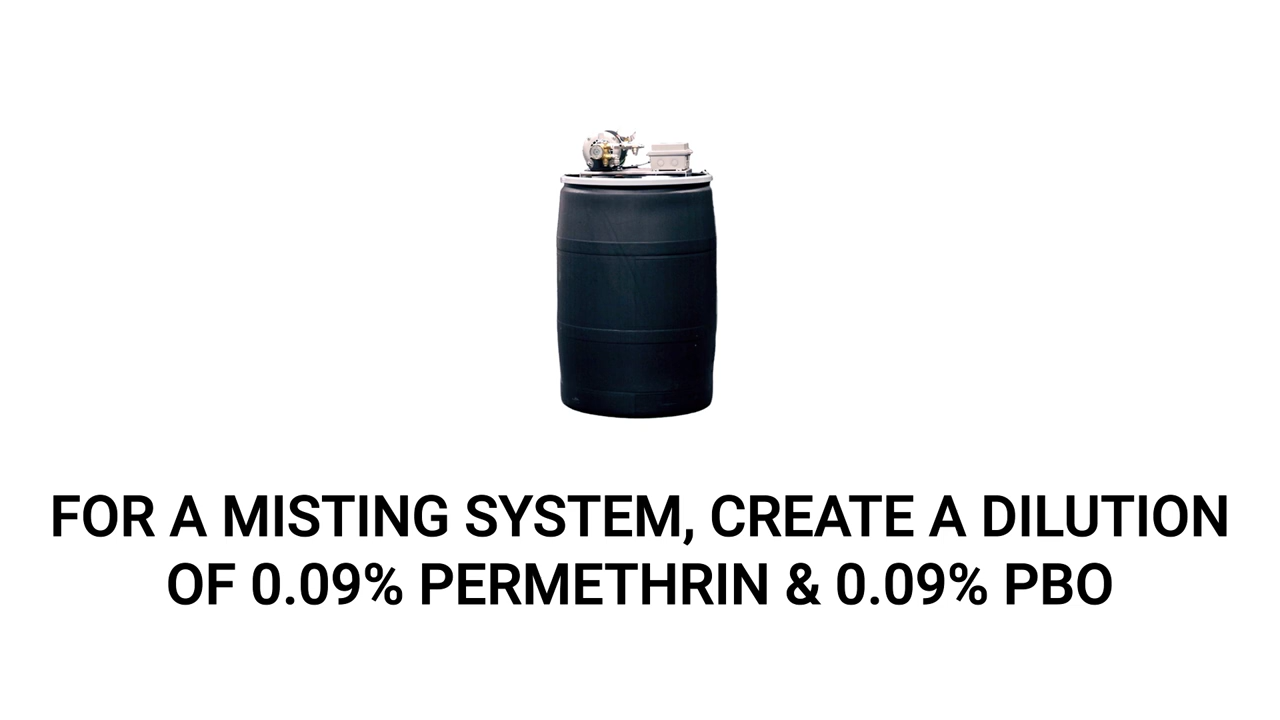 FOR A MISTING SYSTEM, CREATE A DILUTION
OF 0.09% PERMETHRIN & 0.09% PBO